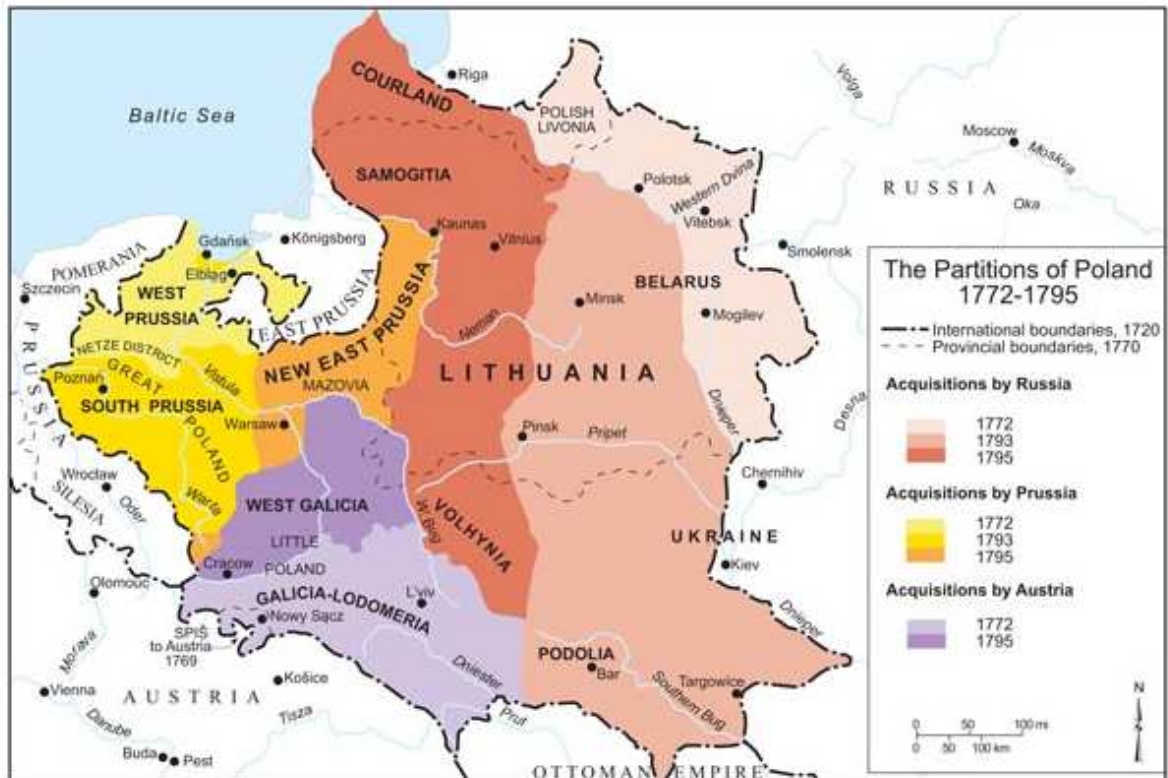 Baltic Sea
Riga
COURLAND
POLISH
LIVONIA
Volga
Moscow
Moskva
RUSSIA
Oka
SAMOGITIA
Polotsk
Western Dvina
Vitebsk
Smolensk
Kaunas
Vilnius
Gdańsk
Königsberg
POMERANIA
Elbląg
Szczecin
WEST
PRUSSIA
EAST PRUSSIA
BELARUS
Minsk
Mogilev
PRUSSIA
NETZE DISTRICT
NEW EAST PRUSSIA
Neman
Vistula
GREAT
POLAND
Poznań
MAZOVIA
LITHUANIA
SOUTH PRUSSIA
Warsaw
Pinsk
Pripet
Dnieper
Desna
Wrocław
SILESIA
Oder
Warta
WEST GALICIA
W. Bug
VOLHYNIA
Chernihiv
UKRAINE
Kiev
LITTLE
POLAND
Cracow
Olomouc
GALICIA-LODOMERIA
L'viv
Nowy Sącz
SPIŠ
to Austria
1769
Dnieper
Morava
PODOLIA
Bar
Targowice
Southern Bug
Dniester
Prut
Vienna
AUSTRIA
Košice
Danube
Tisza
Buda
Pest
OTTOMAN EMPIRE
The Partitions of Poland
1772-1795
International boundaries, 1720
Provincial boundaries, 1770
Acquisitions by Russia
1772
1793
1795
Acquisitions by Prussia
1772
1793
1795
Acquisitions by Austria
1772
1795
N
0 50 100 mi
0 50 100 km